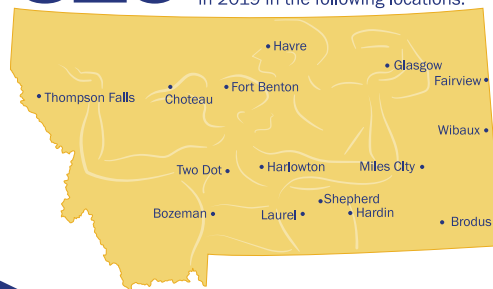 in 2019 in the following locations:
Havre
Glasgow
Fairview
Thompson Falls
Choteau
Fort Benton
Wibaux
Two Dot
Harlowton
Miles CIty
Shepherd
Bozeman
Laurel
Hardin
Brodus